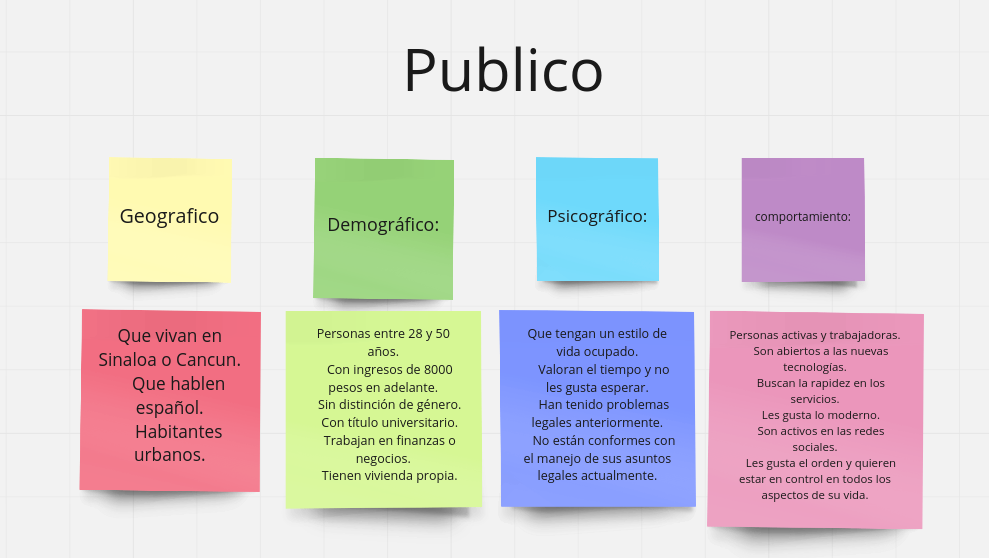 Publico
Geografico
Demográfico:
Psicográfico:
comportamiento:
Que vivan en
Sinaloa o Cancun.
Que hablen
español.
Habitantes
urbanos.
Personas entre 28 y 50
años.
Con ingresos de 8000
pesos en adelante.
Sin distinción de género.
Con título universitario.
Trabajan en finanzas o
negocios.
Tienen vivienda propia.
Que tengan un estilo de
vida ocupado.
Valoran el tiempo y no
les gusta esperar.
Han tenido problemas
legales anteriormente.
No están conformes con
el manejo de sus asuntos
legales actualmente.
Personas activas y trabajadoras.
Son abiertos a las nuevas
tecnologías.
Buscan la rapidez en los
servicios.
Les gusta lo moderno.
Son activos en las redes
sociales.
Les gusta el orden y quieren
estar en control en todos los
aspectos de su vida.